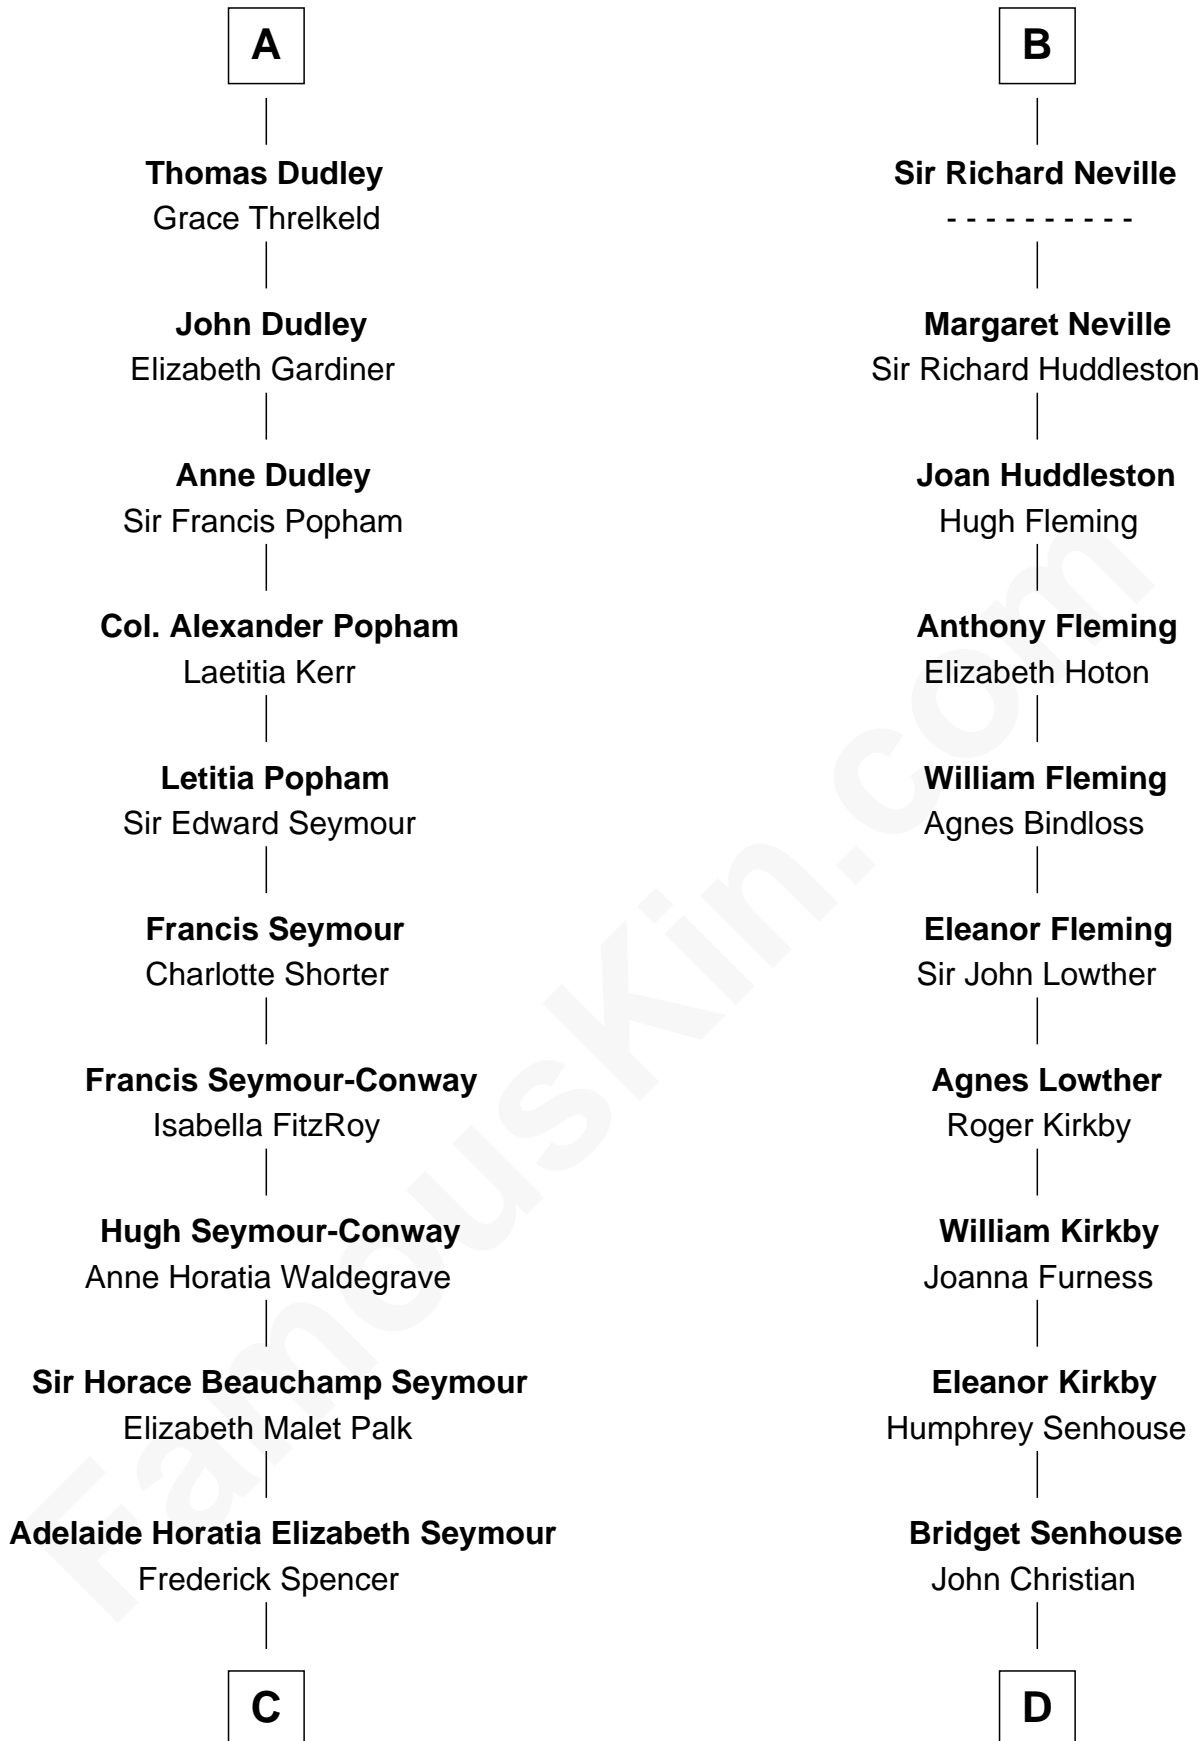 A
Thomas Dudley
Grace Threlkeld
John Dudley
Elizabeth Gardiner
Anne Dudley
Sir Francis Popham
Col. Alexander Popham
Laetitia Kerr
Letitia Popham
Sir Edward Seymour
Francis Seymour
Charlotte Shorter
Francis Seymour-Conway
Isabella FitzRoy
Hugh Seymour-Conway
Anne Horatia Waldegrave
Sir Horace Beauchamp Seymour
Elizabeth Malet Palk
Adelaide Horatia Elizabeth Seymour
Frederick Spencer
C
B
Sir Richard Neville
- - - - - - - - - -
Margaret Neville
Sir Richard Huddleston
Joan Huddleston
Hugh Fleming
Anthony Fleming
Elizabeth Hoton
William Fleming
Agnes Bindloss
Eleanor Fleming
Sir John Lowther
Agnes Lowther
Roger Kirkby
William Kirkby
Joanna Furness
Eleanor Kirkby
Humphrey Senhouse
Bridget Senhouse
John Christian
D
FamousKin.com